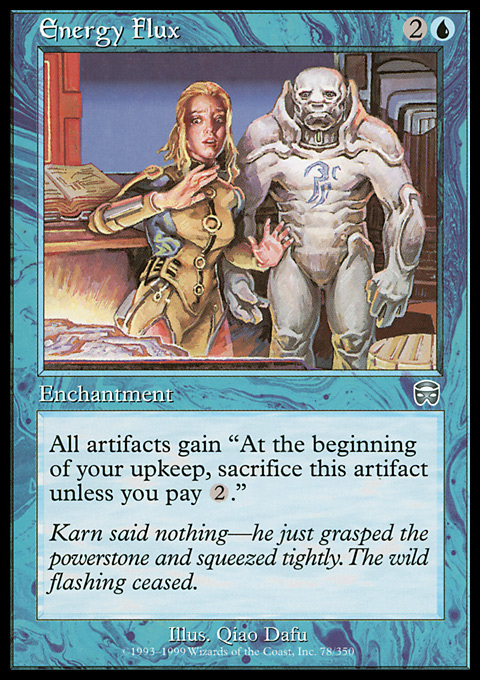 Energy Flux 2
Enchantment
All artifacts gain “At the beginning
of your upkeep, sacrifice this artifact
unless you pay 2.”
Karn said nothing—he just grasped the
powerstone and squeezed tightly. The wild
flashing ceased.
Illus. Qiao Dafu
© 1993–1999 Wizards of the Coast, Inc. 78/350